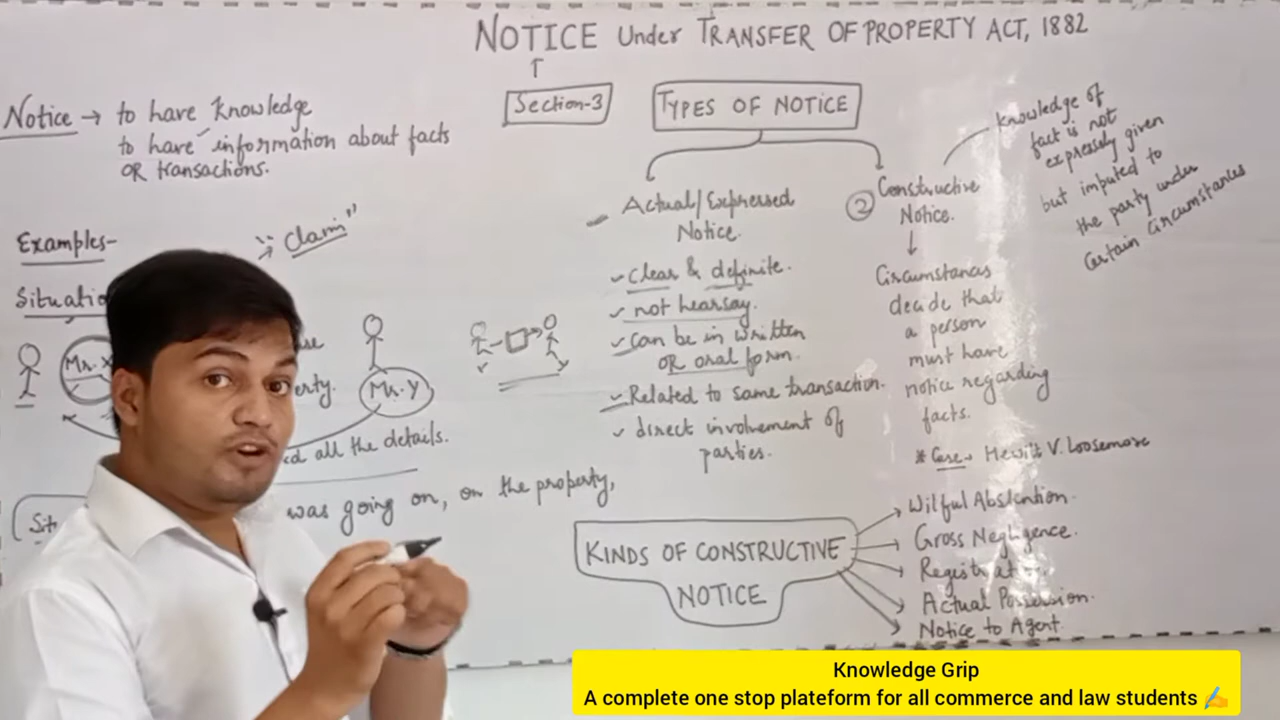 NOTICE Under TRANSFER OF PROPERTY ACT, 1882
Section-3
Notice → to have knowledge
to have information about facts
OR transactions.
Examples-
"Claim"
Situatio
Mr. X
erty.
Mr. Y
ed all the details.
was going on, on the property,
TYPES OF NOTICE
Actual/Expressed
Notice.
clear & definite.
not hearsay.
can be in written
OR oral form.
Related to same transaction.
direct involvement of
parties.
② Constructive
Notice.
Circumstances
decide that
a person
must have
notice regarding
facts.
* Case → Hewitt V. Loosemore
knowledge of
fact is not
expressely given
but imputed to
the party under
Certain Circumstances
KINDS OF CONSTRUCTIVE
NOTICE
Wilful Abstention.
Gross Negligence.
Registrat
Actual Possession.
Notice to Agent.
Knowledge Grip
A complete one stop plateform for all commerce and law students ✍